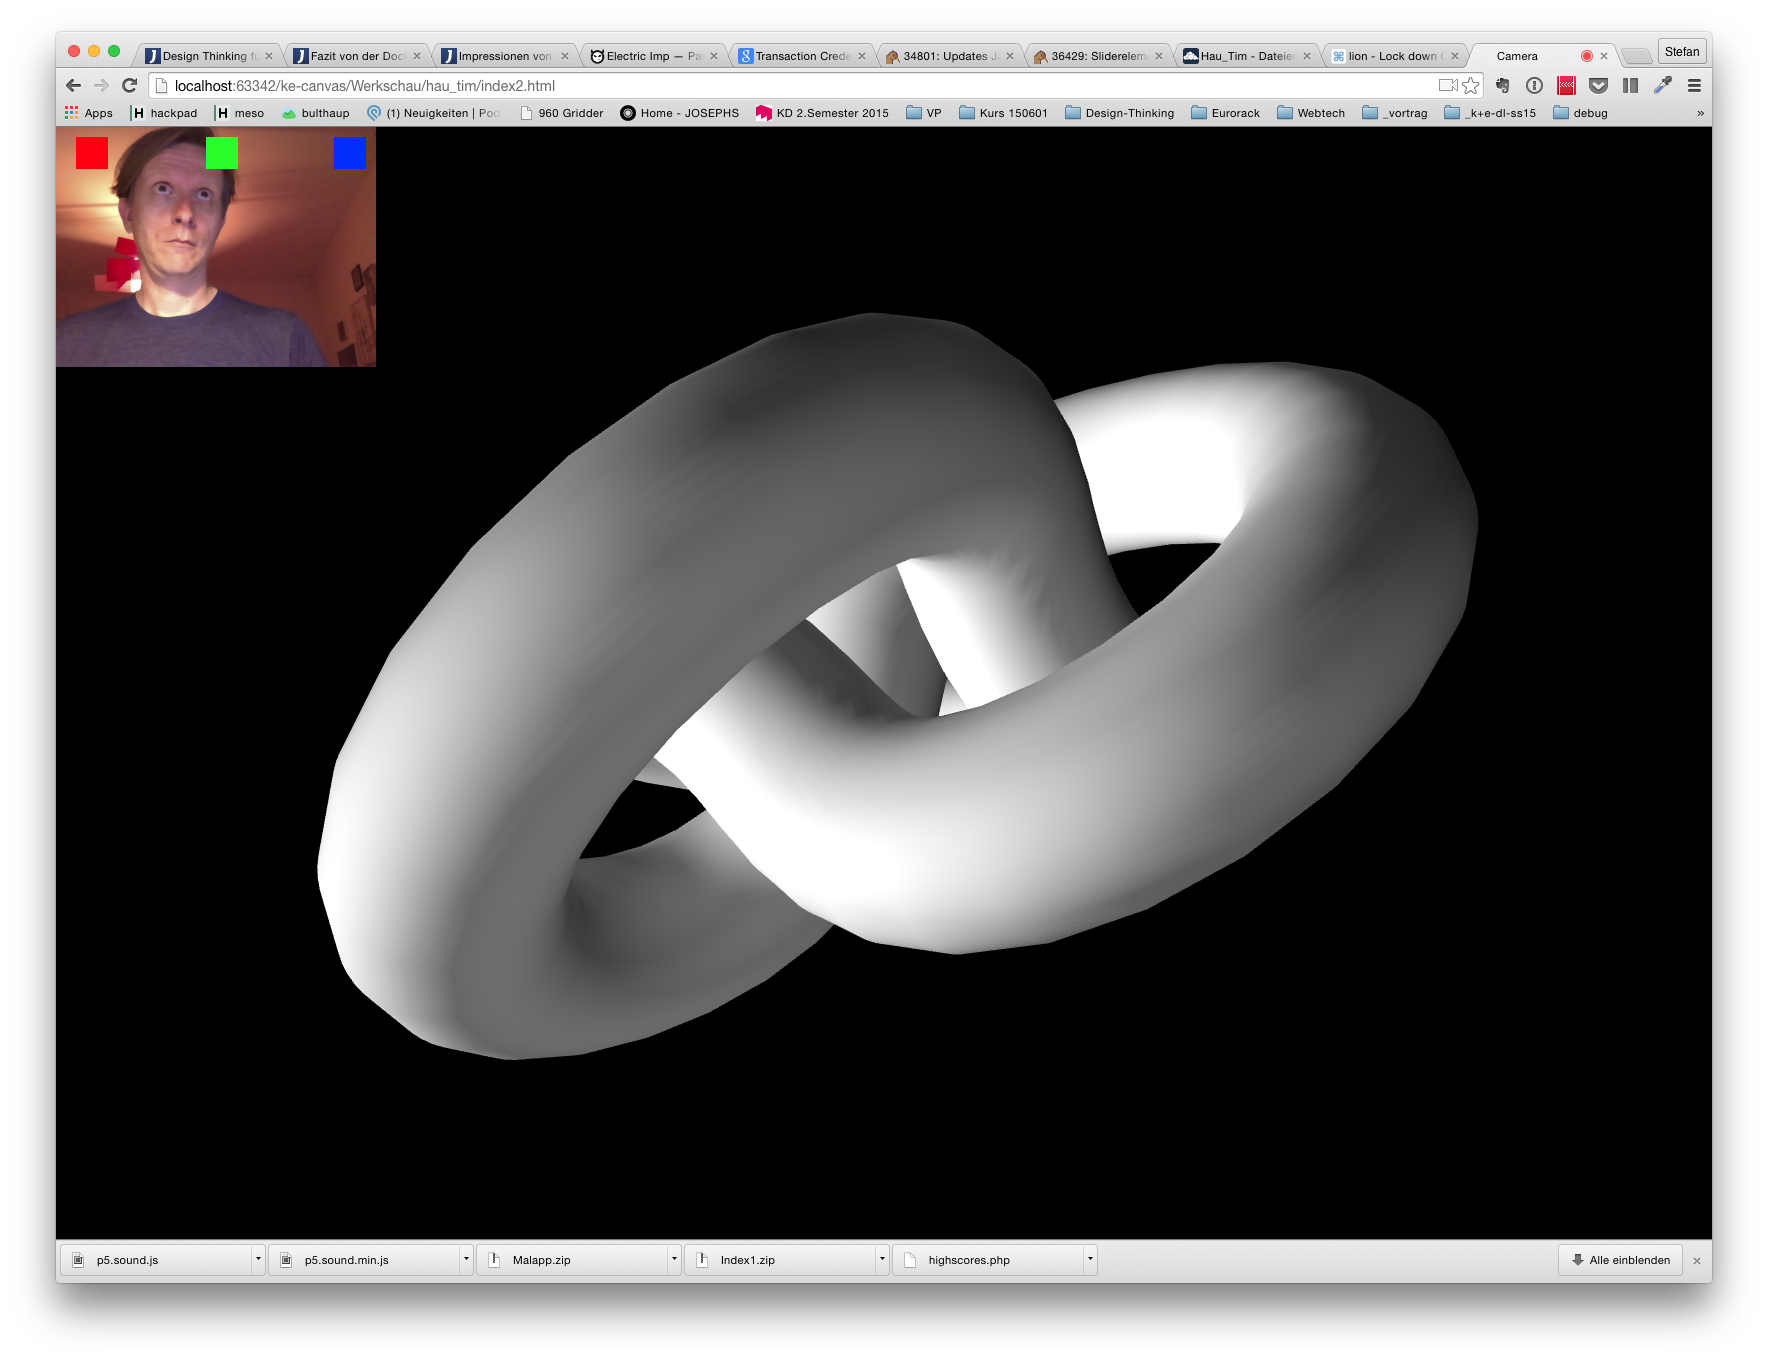 Design Thinking fü
Fazit von der Doc
Impressionen von
Electric Imp — Pa
Transaction Crede
34801: Updates Ja
36429: Sliderelem
Hau_Tim - Dateien
lion - Lock down
Camera
Stefan
localhost:63342/ke-canvas/Werkschau/hau_tim/index2.html
Apps
hackpad
meso
bulthaup
(1) Neuigkeiten | Pod
960 Gridder
Home - JOSEPHS
KD 2.Semester 2015
VP
Kurs 150601
Design-Thinking
Eurorack
Webtech
_vortrag
_k+e-dl-ss15
debug
»
p5.sound.js
p5.sound.min.js
Malapp.zip
Index1.zip
highscores.php
Alle einblenden